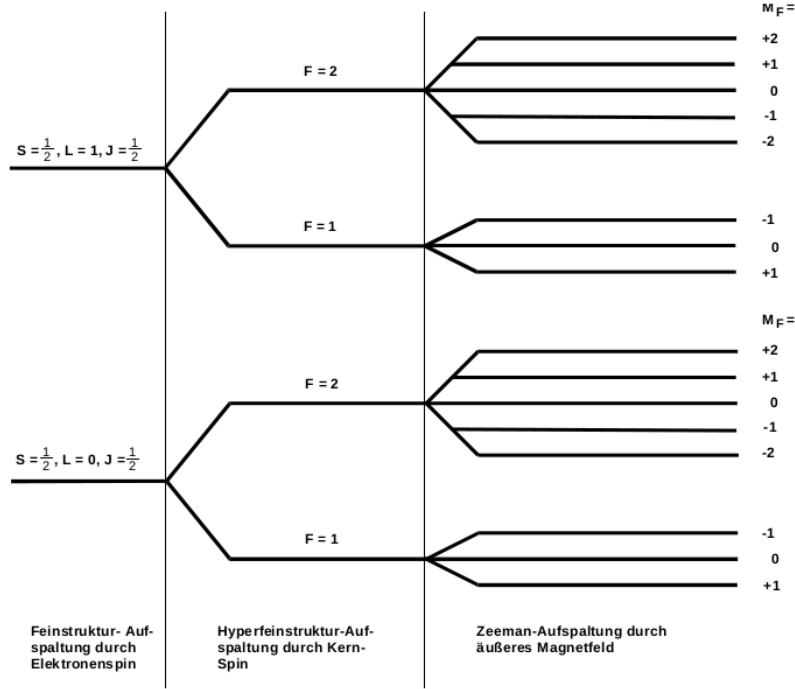 M F =
+2
F = 2
+1
0
-1
-2
S = 1/2 , L = 1, J = 1/2
F = 1
-1
0
+1
M F =
+2
F = 2
+1
0
-1
-2
S = 1/2 , L = 0, J = 1/2
F = 1
-1
0
+1
Feinstruktur- Auf-
spaltung durch
Elektronenspin
Hyperfeinstruktur-Auf-
spaltung durch Kern-
Spin
Zeeman-Aufspaltung durch
äußeres Magnetfeld